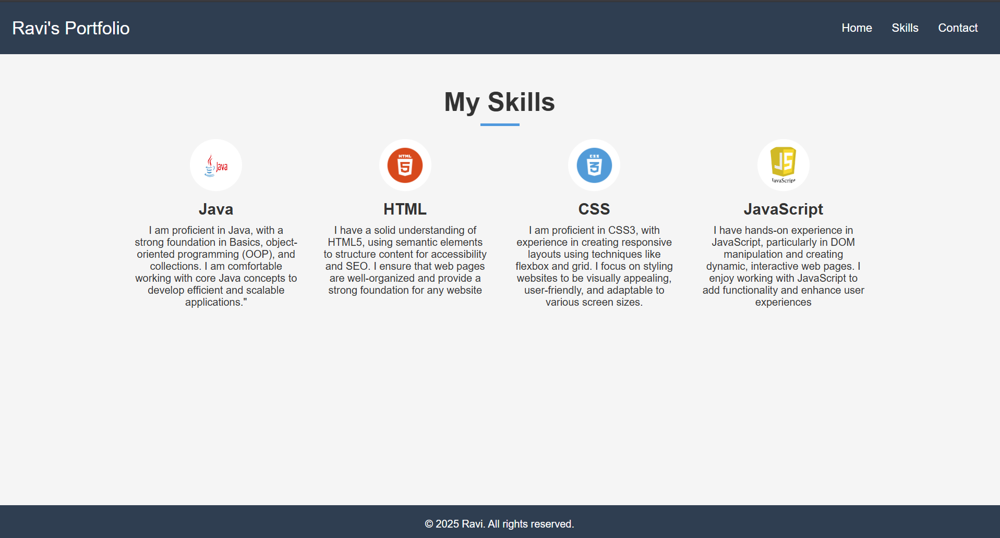 Ravi's Portfolio
Home Skills Contact
My Skills
Java
HTML
5
CSS
3
JS
JavaScript
Java
I am proficient in Java, with a
strong foundation in Basics, object-
oriented programming (OOP), and
collections. I am comfortable
working with core Java concepts to
develop efficient and scalable
applications."
HTML
I have a solid understanding of
HTML5, using semantic elements
to structure content for accessibility
and SEO. I ensure that web pages
are well-organized and provide a
strong foundation for any website
CSS
I am proficient in CSS3, with
experience in creating responsive
layouts using techniques like
flexbox and grid. I focus on styling
websites to be visually appealing,
user-friendly, and adaptable to
various screen sizes.
JavaScript
I have hands-on experience in
JavaScript, particularly in DOM
manipulation and creating
dynamic, interactive web pages. I
enjoy working with JavaScript to
add functionality and enhance user
experiences
© 2025 Ravi. All rights reserved.